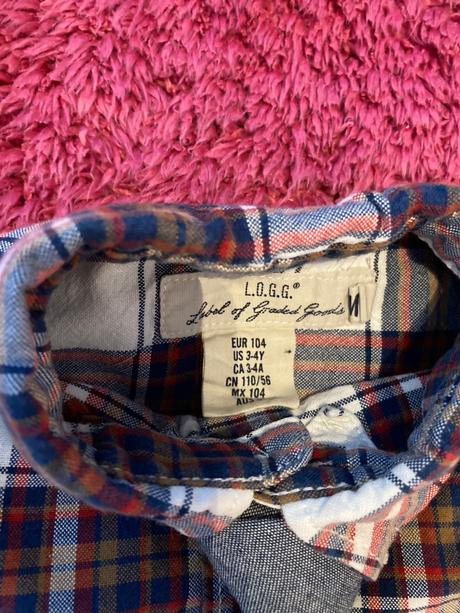 L.O.G.G.®
Label of Graded Goods
EUR 104
US 3-4Y
CA 3-4A
CN 110/56
MX 104